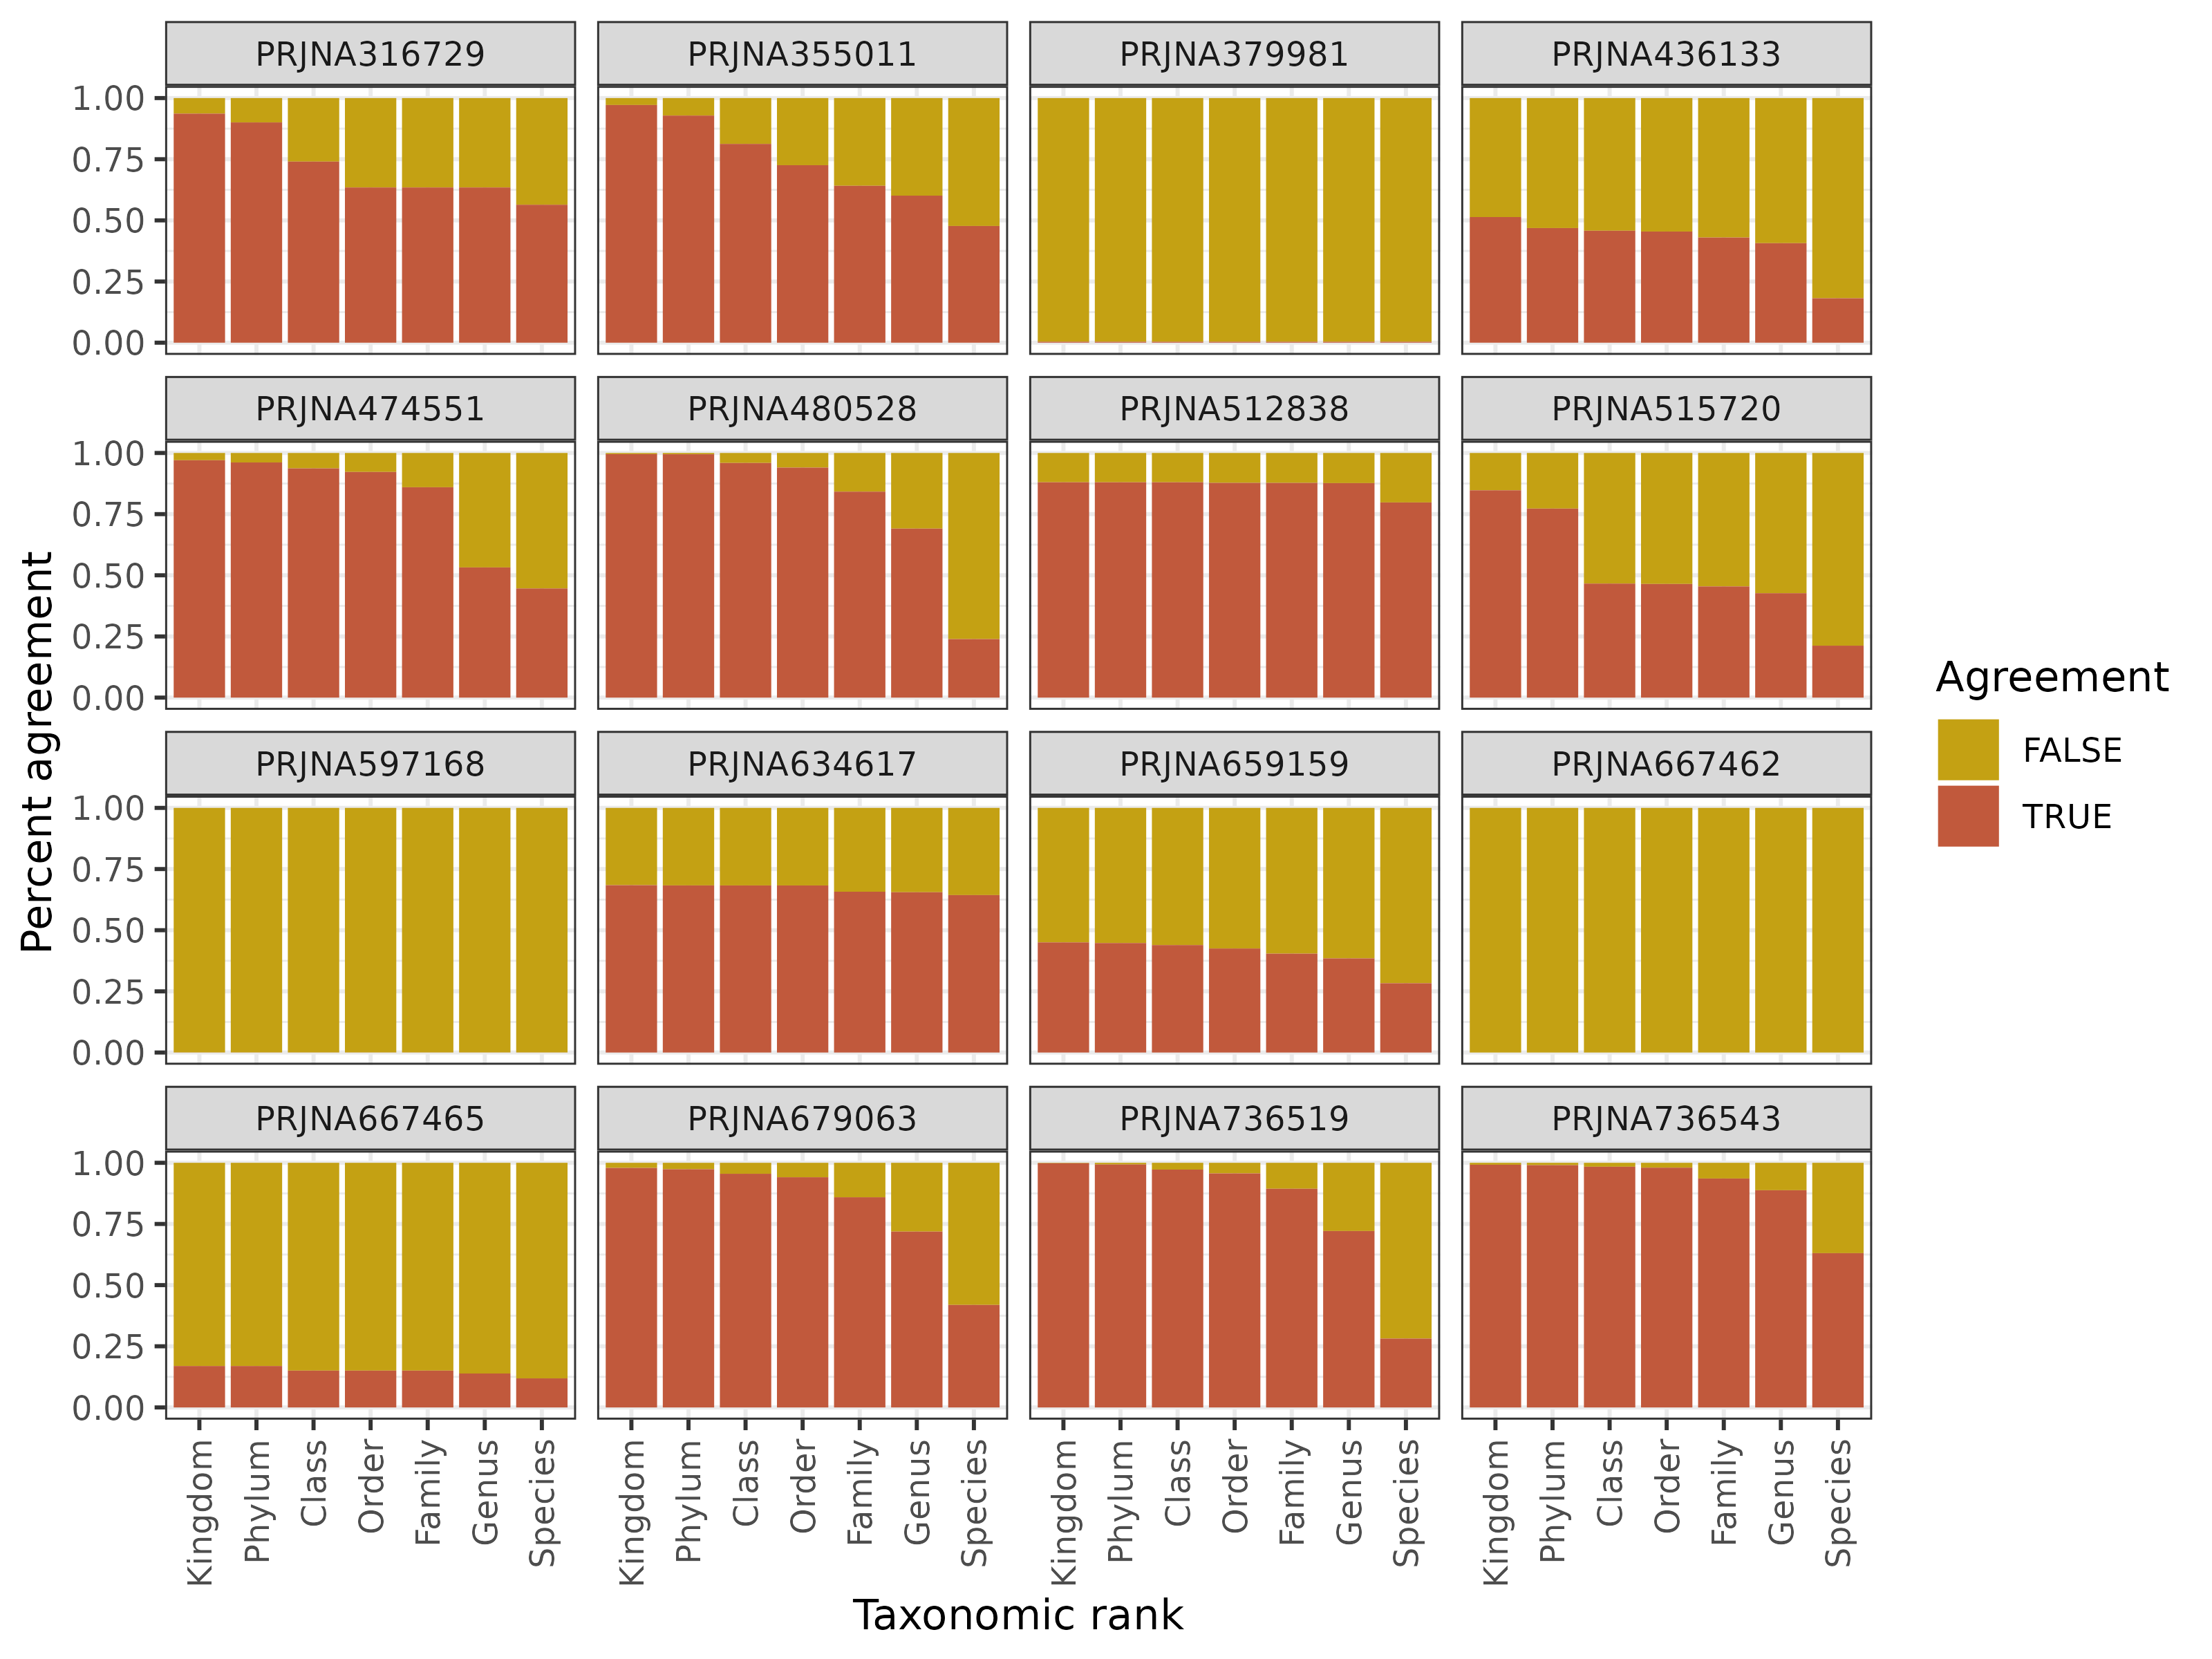 PRJNA316729 PRJNA355011 PRJNA379981 PRJNA436133
1.00
0.75
0.50
0.25
0.00
PRJNA474551 PRJNA480528 PRJNA512838 PRJNA515720
1.00
0.75
0.50
0.25
0.00
PRJNA597168 PRJNA634617 PRJNA659159 PRJNA667462
1.00
0.75
0.50
0.25
0.00
PRJNA667465 PRJNA679063 PRJNA736519 PRJNA736543
1.00
0.75
0.50
0.25
0.00
Kingdom Phylum Class Order Family Genus Species Kingdom Phylum Class Order Family Genus Species Kingdom Phylum Class Order Family Genus Species Kingdom Phylum Class Order Family Genus Species
Taxonomic rank
Percent agreement
Agreement
FALSE
TRUE